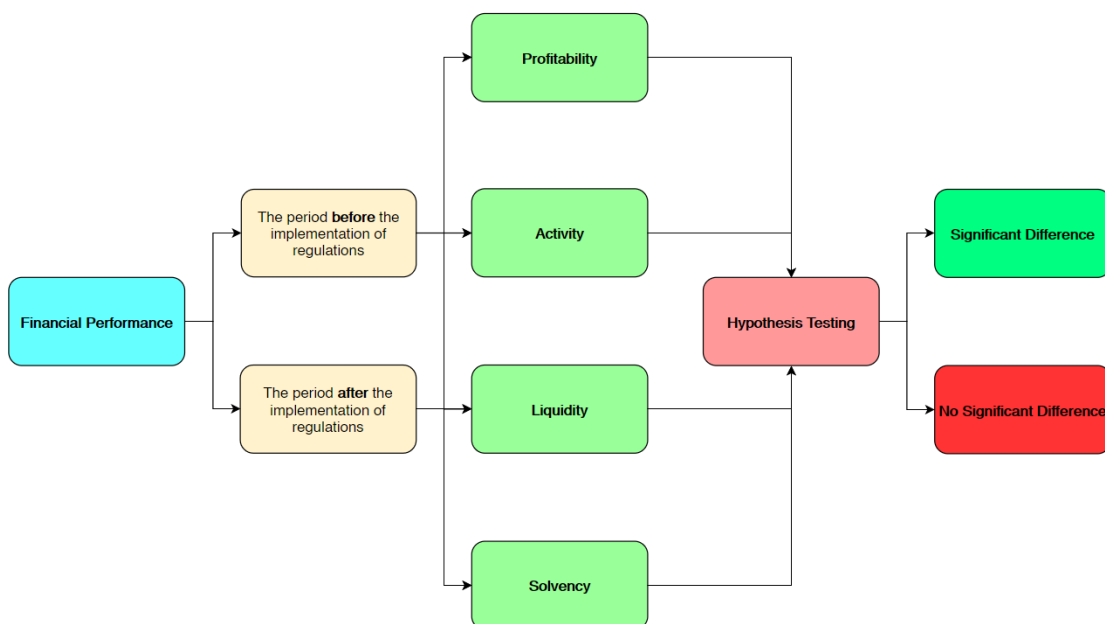 Financial Performance
The period before the
implementation of
regulations
The period after the
implementation of
regulations
Profitability
Activity
Liquidity
Solvency
Hypothesis Testing
Significant Difference
No Significant Difference